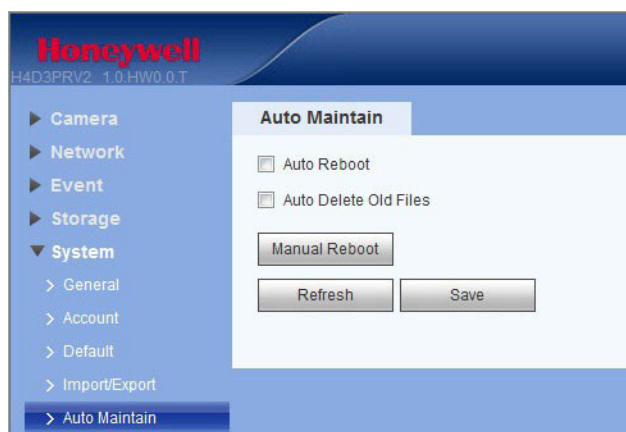 Honeywell
H4D3PRV2 1.0.HW0.0.T
Camera
Network
Event
Storage
System
General
Account
Default
Import/Export
Auto Maintain
Auto Maintain
Auto Reboot
Auto Delete Old Files
Manual Reboot
Refresh Save